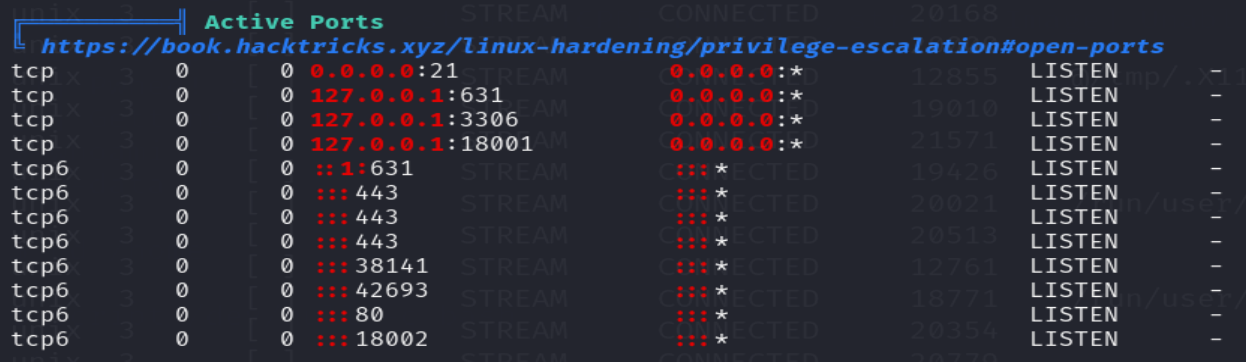 ╔══════════╣ Active Ports
╚ https://book.hacktricks.xyz/linux-hardening/privilege-escalation#open-ports
tcp        0      0 0.0.0.0:21              0.0.0.0:*               LISTEN      -
tcp        0      0 127.0.0.1:631           0.0.0.0:*               LISTEN      -
tcp        0      0 127.0.0.1:3306          0.0.0.0:*               LISTEN      -
tcp        0      0 127.0.0.1:18001         0.0.0.0:*               LISTEN      -
tcp6       0      0 ::1:631                 :::*                    LISTEN      -
tcp6       0      0 :::443                  :::*                    LISTEN      -
tcp6       0      0 :::443                  :::*                    LISTEN      -
tcp6       0      0 :::443                  :::*                    LISTEN      -
tcp6       0      0 :::38141                :::*                    LISTEN      -
tcp6       0      0 :::42693                :::*                    LISTEN      -
tcp6       0      0 :::80                   :::*                    LISTEN      -
tcp6       0      0 :::18002                :::*                    LISTEN      -